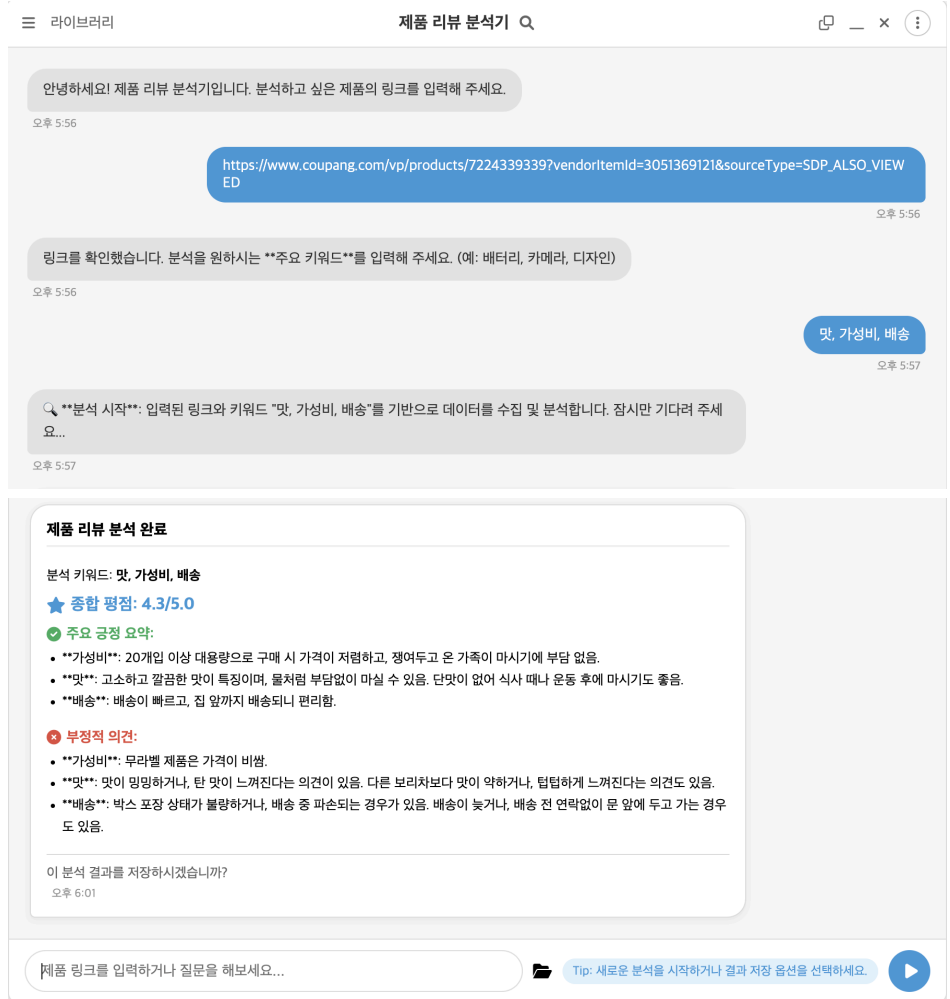 라이브러리
제품 리뷰 분석기
안녕하세요! 제품 리뷰 분석기입니다. 분석하고 싶은 제품의 링크를 입력해 주세요.
오후 5:56
https://www.coupang.com/vp/products/7224339339?vendorItemId=3051369121&sourceType=SDP_ALSO_VIEW
ED
오후 5:56
링크를 확인했습니다. 분석을 원하시는 **주요 키워드**를 입력해 주세요. (예: 배터리, 카메라, 디자인)
오후 5:56
맛, 가성비, 배송
오후 5:57
**분석 시작**: 입력된 링크와 키워드 "맛, 가성비, 배송"를 기반으로 데이터를 수집 및 분석합니다. 잠시만 기다려 주세
요...
오후 5:57
제품 리뷰 분석 완료
분석 키워드: 맛, 가성비, 배송
종합 평점: 4.3/5.0
주요 긍정 요약:
• **가성비**: 20개입 이상 대용량으로 구매 시 가격이 저렴하고, 쟁여두고 온 가족이 마시기에 부담 없음.
• **맛**: 고소하고 깔끔한 맛이 특징이며, 물처럼 부담없이 마실 수 있음. 단맛이 없어 식사 때나 운동 후에 마시기도 좋음.
• **배송**: 배송이 빠르고, 집 앞까지 배송되니 편리함.
부정적 의견:
• **가성비**: 무라벨 제품은 가격이 비쌈.
• **맛**: 맛이 밍밍하거나, 탄 맛이 느껴진다는 의견이 있음. 다른 보리차보다 맛이 약하거나, 텁텁하게 느껴진다는 의견도 있음.
• **배송**: 박스 포장 상태가 불량하거나, 배송 중 파손되는 경우가 있음. 배송이 늦거나, 배송 전 연락없이 문 앞에 두고 가는 경우
도 있음.
이 분석 결과를 저장하시겠습니까?
오후 6:01
제품 링크를 입력하거나 질문을 해보세요...
Tip: 새로운 분석을 시작하거나 결과 저장 옵션을 선택하세요.